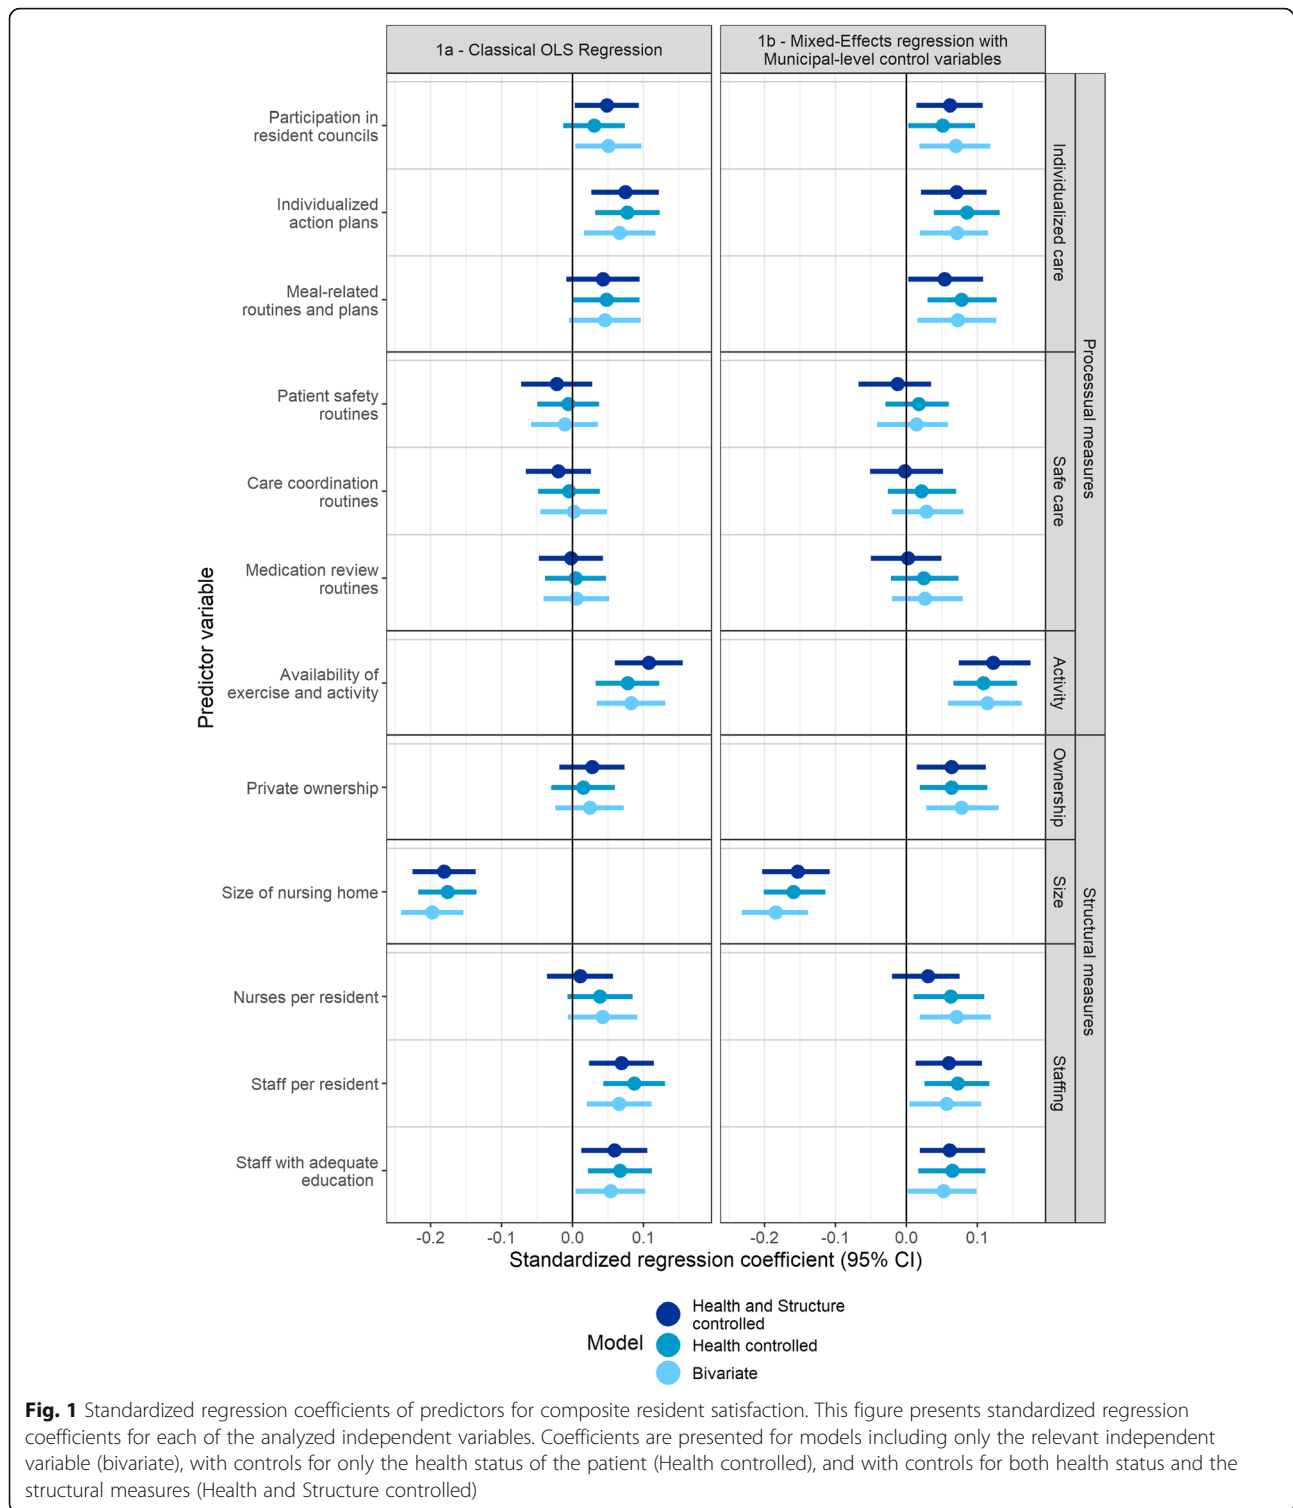 1a - Classical OLS Regression
1b - Mixed-Effects regression with
Municipal-level control variables
Predictor variable
Participation in
resident councils
Individualized
action plans
Meal-related
routines and plans
Patient safety
routines
Care coordination
routines
Medication review
routines
Availability of
exercise and activity
Private ownership
Size of nursing home
Nurses per resident
Staff per resident
Staff with adequate
education
Individualized care
Safe care
Activity
Ownership
Size
Staffing
Processual measures
Structural measures
-0.2 -0.1 0.0 0.1
-0.2 -0.1 0.0 0.1
Standardized regression coefficient (95% CI)
Model
Health and Structure
controlled
Health controlled
Bivariate
Fig. 1 Standardized regression coefficients of predictors for composite resident satisfaction. This figure presents standardized regression
coefficients for each of the analyzed independent variables. Coefficients are presented for models including only the relevant independent
variable (bivariate), with controls for only the health status of the patient (Health controlled), and with controls for both health status and the
structural measures (Health and Structure controlled)